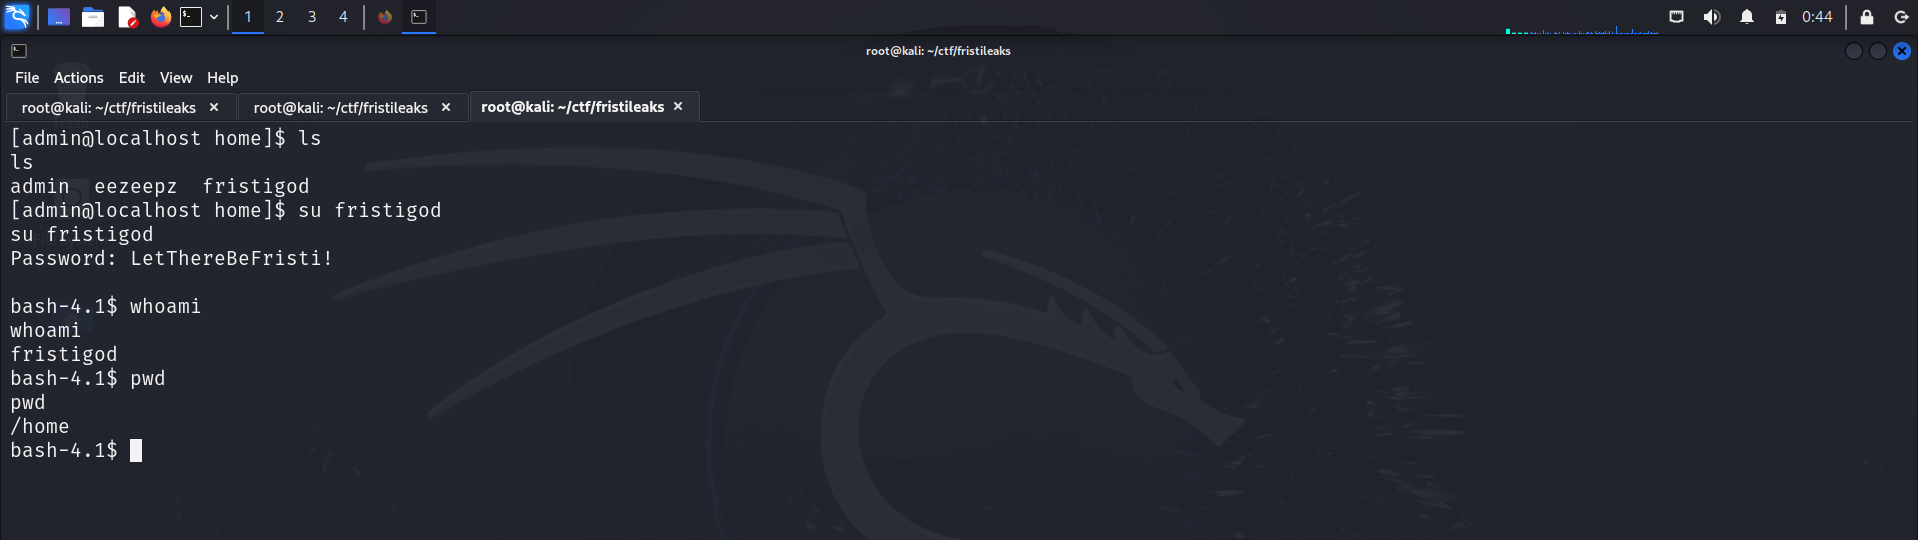 1 2 3 4
0:44
root@kali: ~/ctf/fristileaks
File Actions Edit View Help
root@kali: ~/ctf/fristileaks × root@kali: ~/ctf/fristileaks × root@kali: ~/ctf/fristileaks ×
[admin@localhost home]$ ls
ls
admin  eezeepz  fristigod
[admin@localhost home]$ su fristigod
su fristigod
Password: LetThereBeFristi!
bash-4.1$ whoami
whoami
fristigod
bash-4.1$ pwd
pwd
/home
bash-4.1$